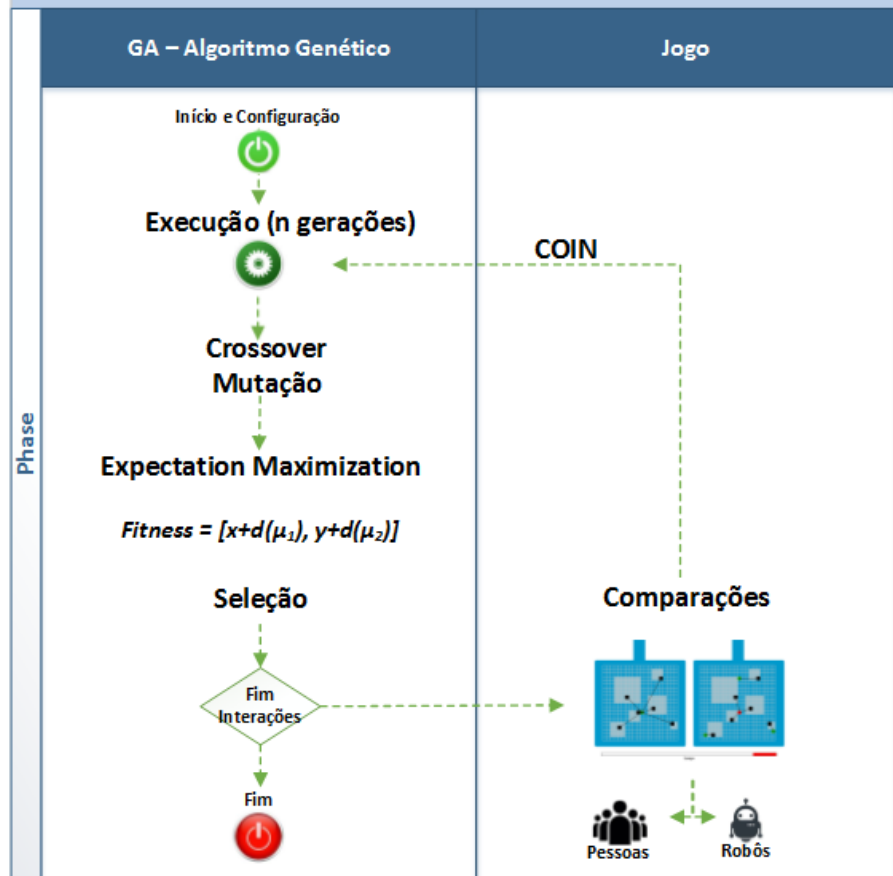 GA – Algoritmo Genético
Jogo
Phase
Início e Configuração
Execução (n gerações)
COIN
Crossover
Mutação
Expectation Maximization
Fitness = [x+d(μ₁), y+d(μ₂)]
Seleção
Comparações
Fim
Interações
Fim
Pessoas
Robôs